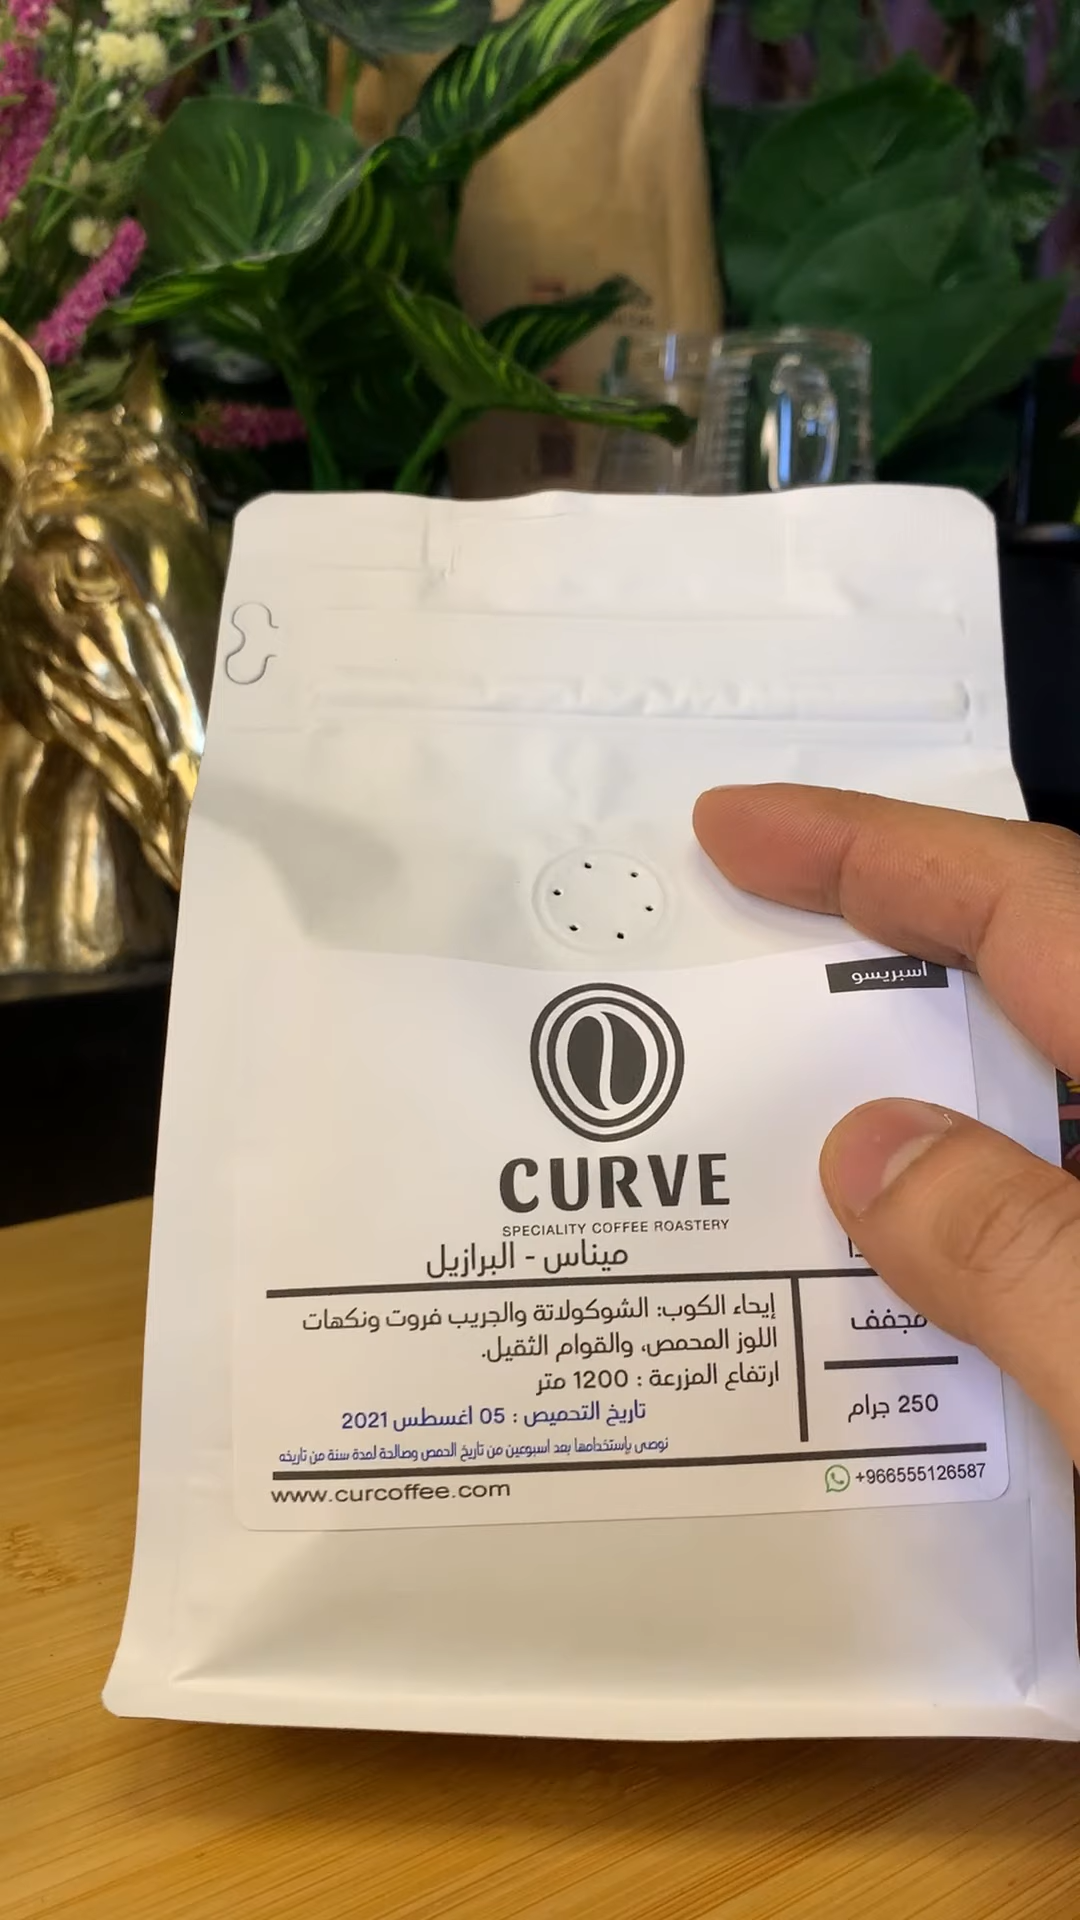 اسبريسو
CURVE
SPECIALITY COFFEE ROASTERY
ميناس - البرازيل
إيحاء الكوب: الشوكولاتة والجريب فروت ونكهات
اللوز المحمص، والقوام الثقيل.
ارتفاع المزرعة : 1200 متر
تاريخ التحميص : 05 اغسطس 2021
نوصى بإستخدامها بعد اسبوعين من تاريخ الحمص وصالحة لمدة سنة من تاريخه
مجفف
250 جرام
www.curcoffee.com
+966555126587